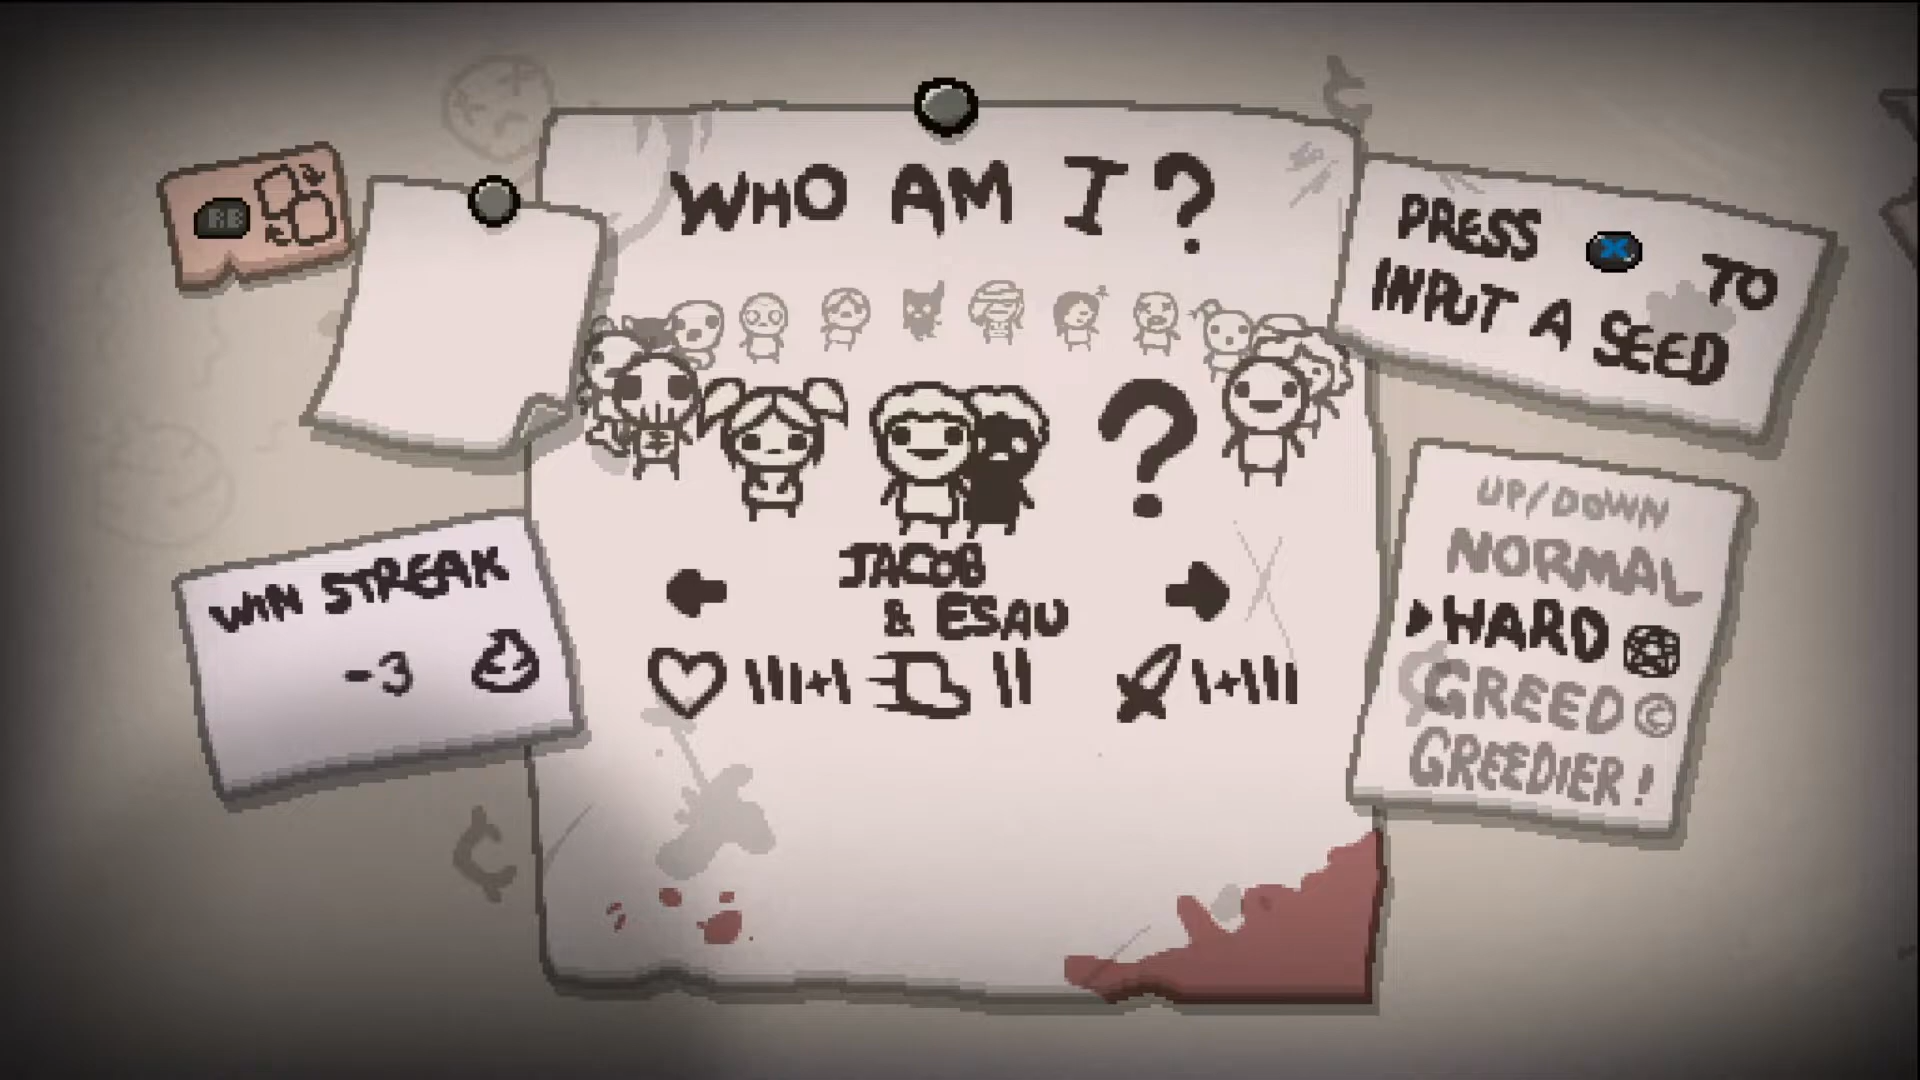 WHO AM I?
RB
PRESS X TO
INPUT A SEED
WIN STREAK
-3
JACOB
& ESAU
UP/DOWN
NORMAL
HARD
GREED
GREEDIER!